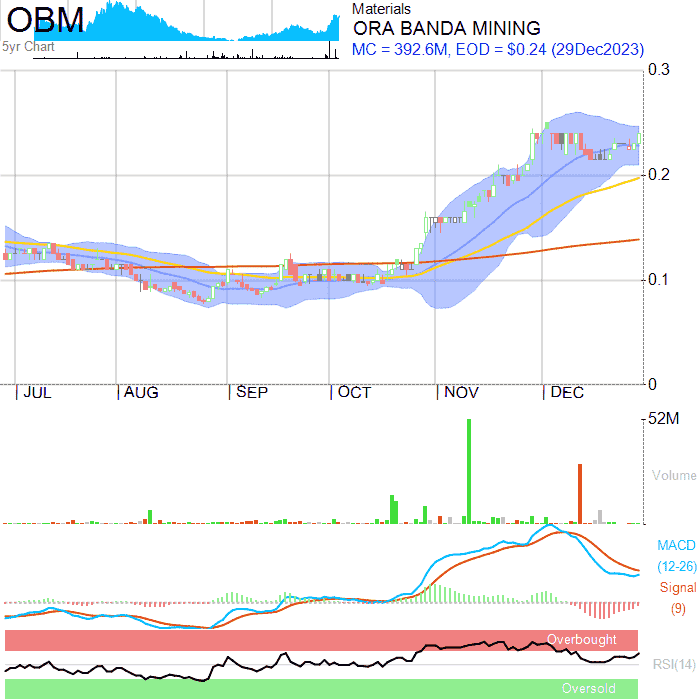 OBM
5yr Chart
Materials
ORA BANDA MINING
MC = 392.6M, EOD = $0.24 (29Dec2023)
0.3
0.2
0.1
0
| JUL | AUG | SEP | OCT | NOV | DEC
52M
Volume
MACD
(12-26)
Signal
(9)
Overbought
RSI(14)
Oversold